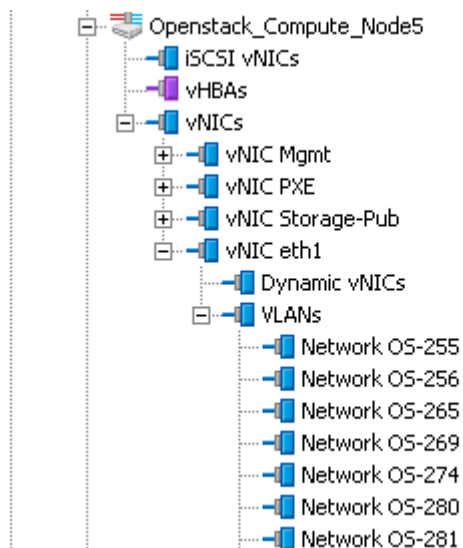 Openstack_Compute_Node5
iSCSI vNICs
vHBAs
vNICs
vNIC Mgmt
vNIC PXE
vNIC Storage-Pub
vNIC eth1
Dynamic vNICs
VLANs
Network OS-255
Network OS-256
Network OS-265
Network OS-269
Network OS-274
Network OS-280
Network OS-281